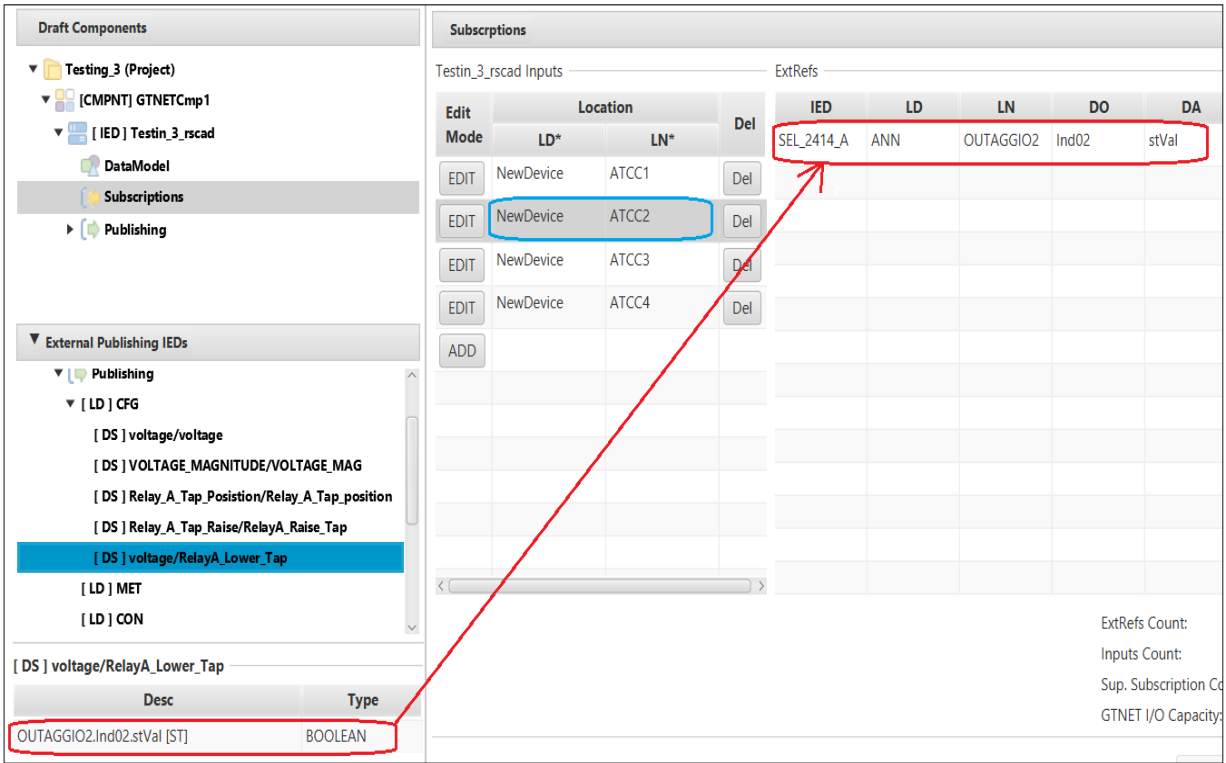 Draft Components
Testing_3 (Project)
[CMPNT] GTNETCmp1
[ IED ] Testin_3_rscad
DataModel
Subscriptions
Publishing
External Publishing IEDs
Publishing
[ LD ] CFG
[ DS ] voltage/voltage
[ DS ] VOLTAGE_MAGNITUDE/VOLTAGE_MAG
[ DS ] Relay_A_Tap_Posistion/Relay_A_Tap_position
[ DS ] Relay_A_Tap_Raise/RelayA_Raise_Tap
[ DS ] voltage/RelayA_Lower_Tap
[ LD ] MET
[ LD ] CON
[ DS ] voltage/RelayA_Lower_Tap
Desc Type
OUTAGGIO2.Ind02.stVal [ST] BOOLEAN
Subscrptions
Testin_3_rscad Inputs
Edit Mode Location Del
LD* LN*
EDIT NewDevice ATCC1 Del
EDIT NewDevice ATCC2 Del
EDIT NewDevice ATCC3 Del
EDIT NewDevice ATCC4 Del
ADD
ExtRefs
IED LD LN DO DA
SEL_2414_A ANN OUTAGGIO2 Ind02 stVal
ExtRefs Count:
Inputs Count:
Sup. Subscription
GTNET I/O Capacity: